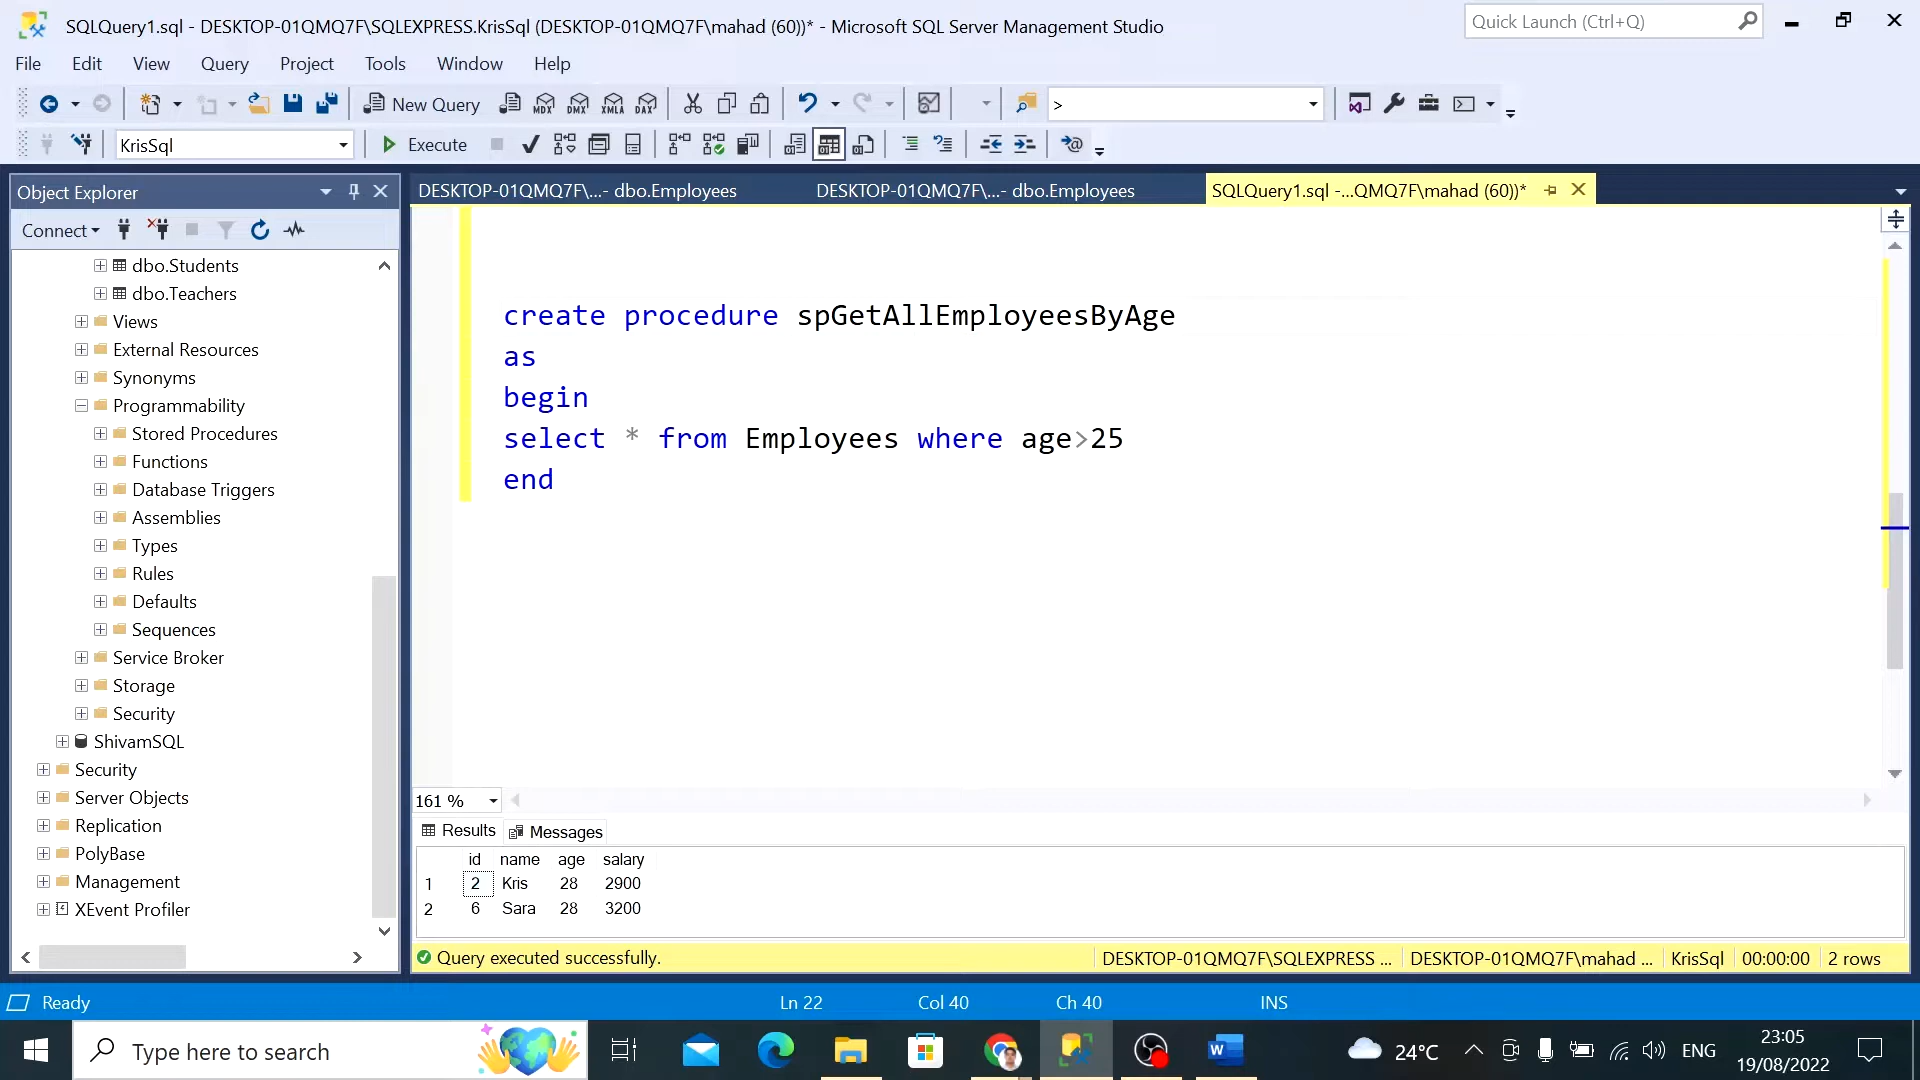 SQLQuery1.sql - DESKTOP-01QMQ7F\SQLEXPRESS.KrisSql (DESKTOP-01QMQ7F\mahad (60))* - Microsoft SQL Server Management Studio
Quick Launch (Ctrl+Q)
File Edit View Query Project Tools Window Help
New Query MDX DMX XMLA DAX >
KrisSql Execute
Object Explorer
DESKTOP-01QMQ7F\...- dbo.Employees DESKTOP-01QMQ7F\...- dbo.Employees SQLQuery1.sql -...QMQ7F\mahad (60))*
Connect
dbo.Students
dbo.Teachers
Views
External Resources
Synonyms
Programmability
Stored Procedures
Functions
Database Triggers
Assemblies
Types
Rules
Defaults
Sequences
Service Broker
Storage
Security
ShivamSQL
Security
Server Objects
Replication
PolyBase
Management
XEvent Profiler
create procedure spGetAllEmployeesByAge
as
begin
select * from Employees where age>25
end
161 %
Results Messages
id name age salary
1 2 Kris 28 2900
2 6 Sara 28 3200
Query executed successfully. DESKTOP-01QMQ7F\SQLEXPRESS ... DESKTOP-01QMQ7F\mahad ... KrisSql 00:00:00 2 rows
Ready Ln 22 Col 40 Ch 40 INS
Type here to search
W
24°C
ENG
23:05
19/08/2022